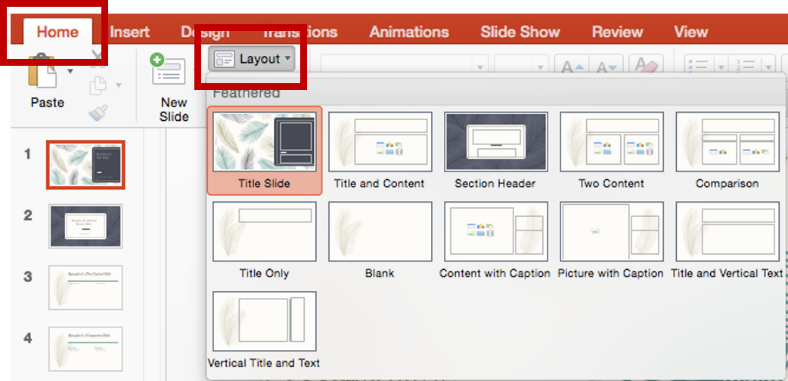 Home Insert Design Transitions Animations Slide Show Review View
Layout
Paste
New
Slide
Feathered
Title Slide Title and Content Section Header Two Content Comparison
Title Only Blank Content with Caption Picture with Caption Title and Vertical Text
Vertical Title and Text
1
2
3
4